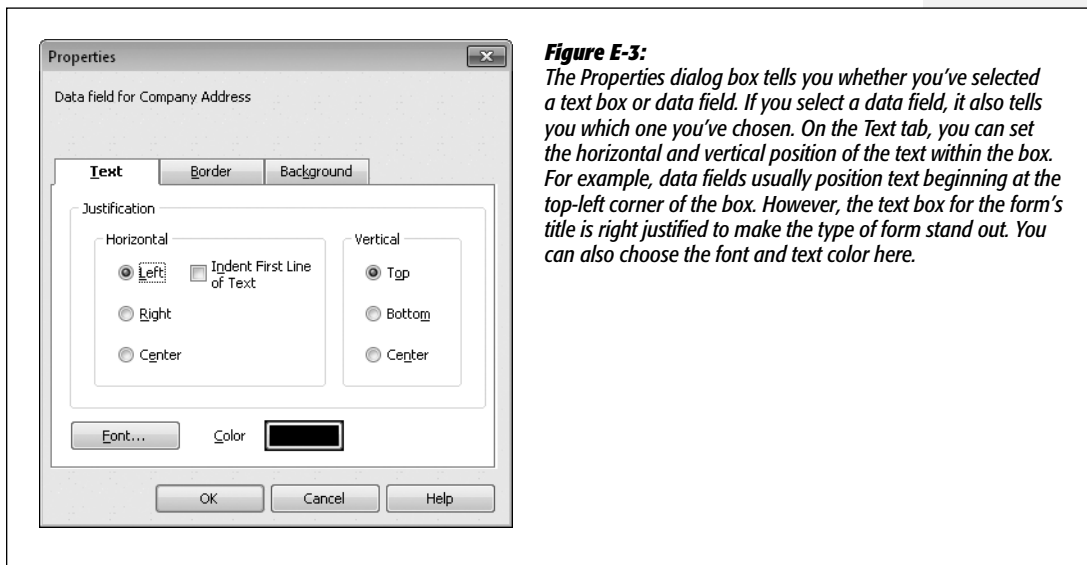 Properties
Data field for Company Address
Text Border Background
Justification
Horizontal
Left
Indent First Line
of Text
Right
Center
Vertical
Top
Bottom
Center
Font... Color
OK Cancel Help
Figure E-3:
The Properties dialog box tells you whether you've selected
a text box or data field. If you select a data field, it also tells
you which one you've chosen. On the Text tab, you can set
the horizontal and vertical position of the text within the box.
For example, data fields usually position text beginning at the
top-left corner of the box. However, the text box for the form's
title is right justified to make the type of form stand out. You
can also choose the font and text color here.